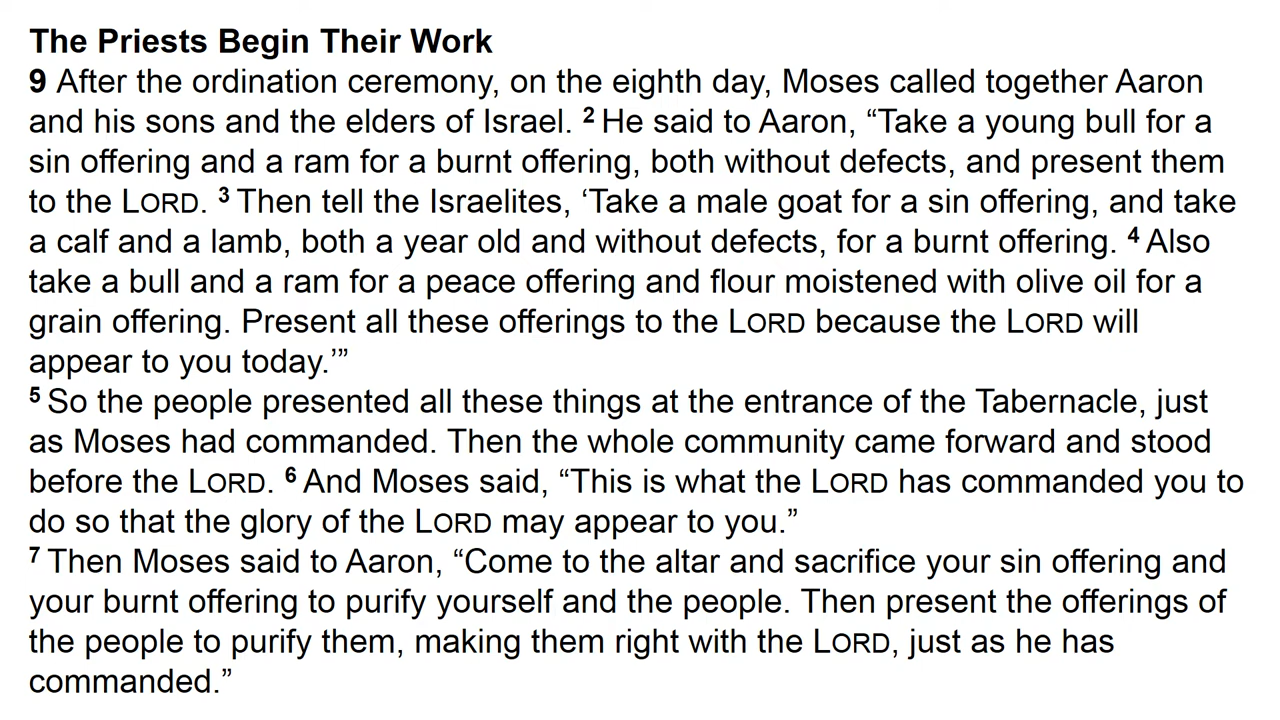 The Priests Begin Their Work
9 After the ordination ceremony, on the eighth day, Moses called together Aaron
and his sons and the elders of Israel. 2 He said to Aaron, “Take a young bull for a
sin offering and a ram for a burnt offering, both without defects, and present them
to the LORD. 3 Then tell the Israelites, ‘Take a male goat for a sin offering, and take
a calf and a lamb, both a year old and without defects, for a burnt offering. 4 Also
take a bull and a ram for a peace offering and flour moistened with olive oil for a
grain offering. Present all these offerings to the LORD because the LORD will
appear to you today.’”
5 So the people presented all these things at the entrance of the Tabernacle, just
as Moses had commanded. Then the whole community came forward and stood
before the LORD. 6 And Moses said, “This is what the LORD has commanded you to
do so that the glory of the LORD may appear to you.”
7 Then Moses said to Aaron, “Come to the altar and sacrifice your sin offering and
your burnt offering to purify yourself and the people. Then present the offerings of
the people to purify them, making them right with the LORD, just as he has
commanded.”